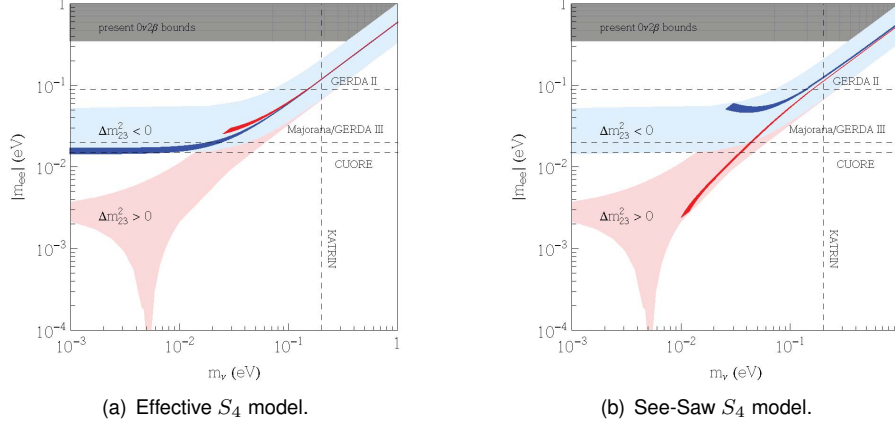 1
10⁻¹
10⁻²
10⁻³
10⁻⁴
|m_ee| (eV)
present 0ν2β bounds
GERDA II
Δm²₂₃ < 0
Majorana/GERDA III
CUORE
Δm²₂₃ > 0
KATRIN
10⁻³
10⁻²
10⁻¹
1
m_ν (eV)
(a) Effective S₄ model.
1
10⁻¹
10⁻²
10⁻³
10⁻⁴
|m_ee| (eV)
present 0ν2β bounds
GERDA II
Δm²₂₃ < 0
Majorana/GERDA III
CUORE
Δm²₂₃ > 0
KATRIN
10⁻³
10⁻²
10⁻¹
m_ν (eV)
(b) See-Saw S₄ model.